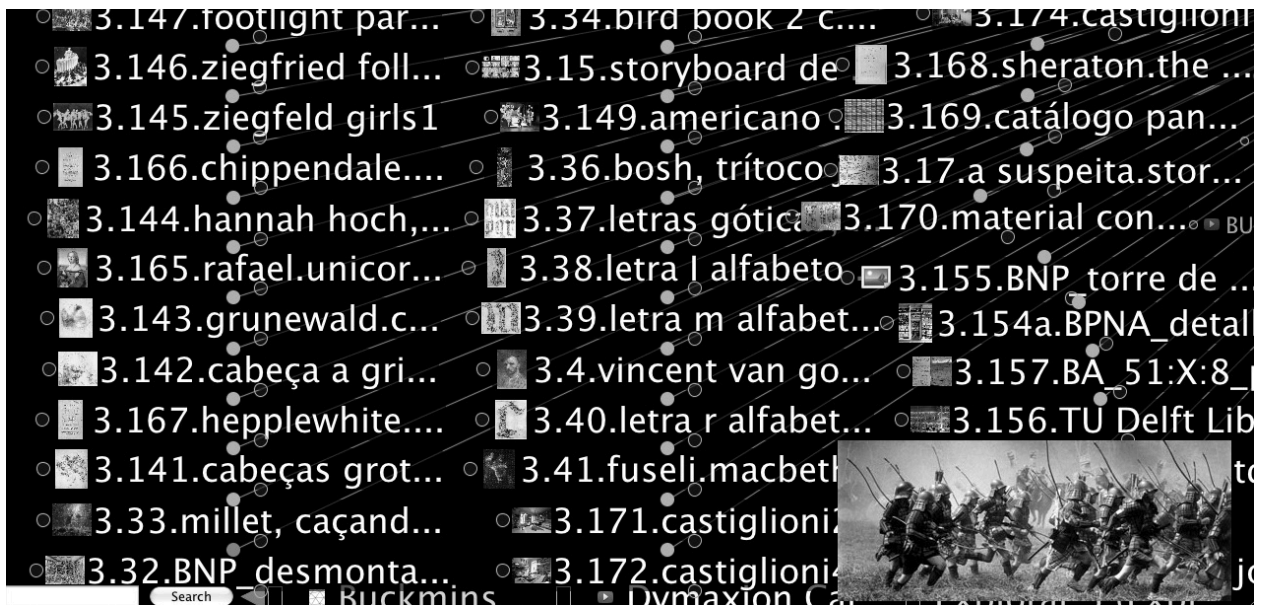 3.147.footlight par...
3.146.ziegfried foll...
3.145.ziegfeld girls1
3.166.chippendale....
3.144.hannah hoch,...
3.165.rafael.unicor...
3.143.grunewald.c...
3.142.cabeça a gri...
3.167.hepplewhite....
3.141.cabeças grot...
3.33.millet, caçand...
3.32.BNP_desmonta...
Search
Buckmins
3.34.bird book 2 c....
3.15.storyboard de
3.149.americano
3.36.bosh, trítoco
3.37.letras gótica
3.38.letra l alfabeto
3.39.letra m alfabet...
3.4.vincent van go...
3.40.letra r alfabet...
3.41.fuseli.macbeth
3.171.castiglioni2
3.172.castiglioni4
Dymaxion Car
3.174.castiglioni
3.168.sheraton.the ...
3.169.catálogo pan...
3.17.a suspeita.stor...
3.170.material con...
BU
3.155.BNP_torre de ...
3.154a.BPNA_detall
3.157.BA_51:X:8_
3.156.TU Delft Lib